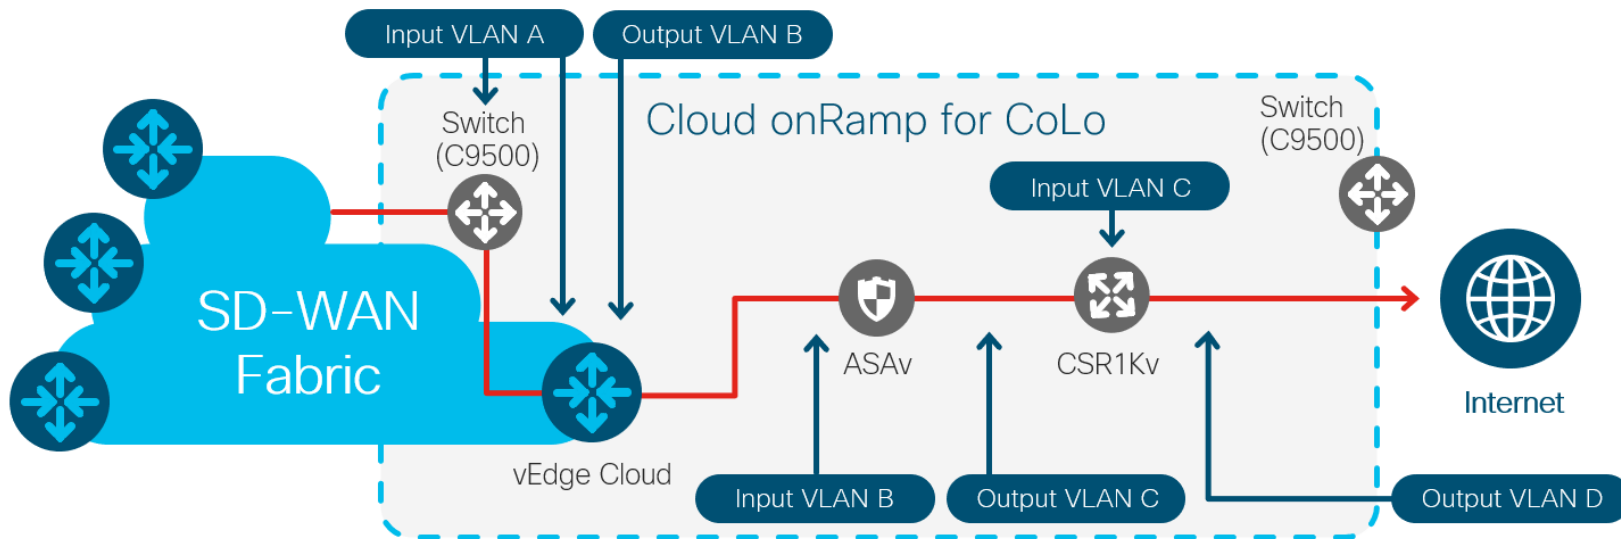 Input VLAN A
Output VLAN B
Switch
(C9500)
Cloud onRamp for CoLo
Switch
(C9500)
Input VLAN C
SD-WAN
Fabric
ASAv
CSR1Kv
Internet
vEdge Cloud
Input VLAN B
Output VLAN C
Output VLAN D